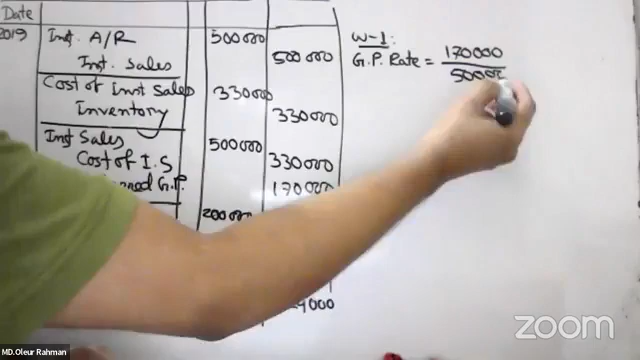 Date
2019 Inst. A/R 500000
Inst. Sales 500000
Cost of Inst Sales 330000
Inventory 330000
Inst Sales 500000
Cost of I.S 330000
G.P. 170000
200000
W-1:
G.P. Rate = 170000
zoom
MD.Oleur Rahman